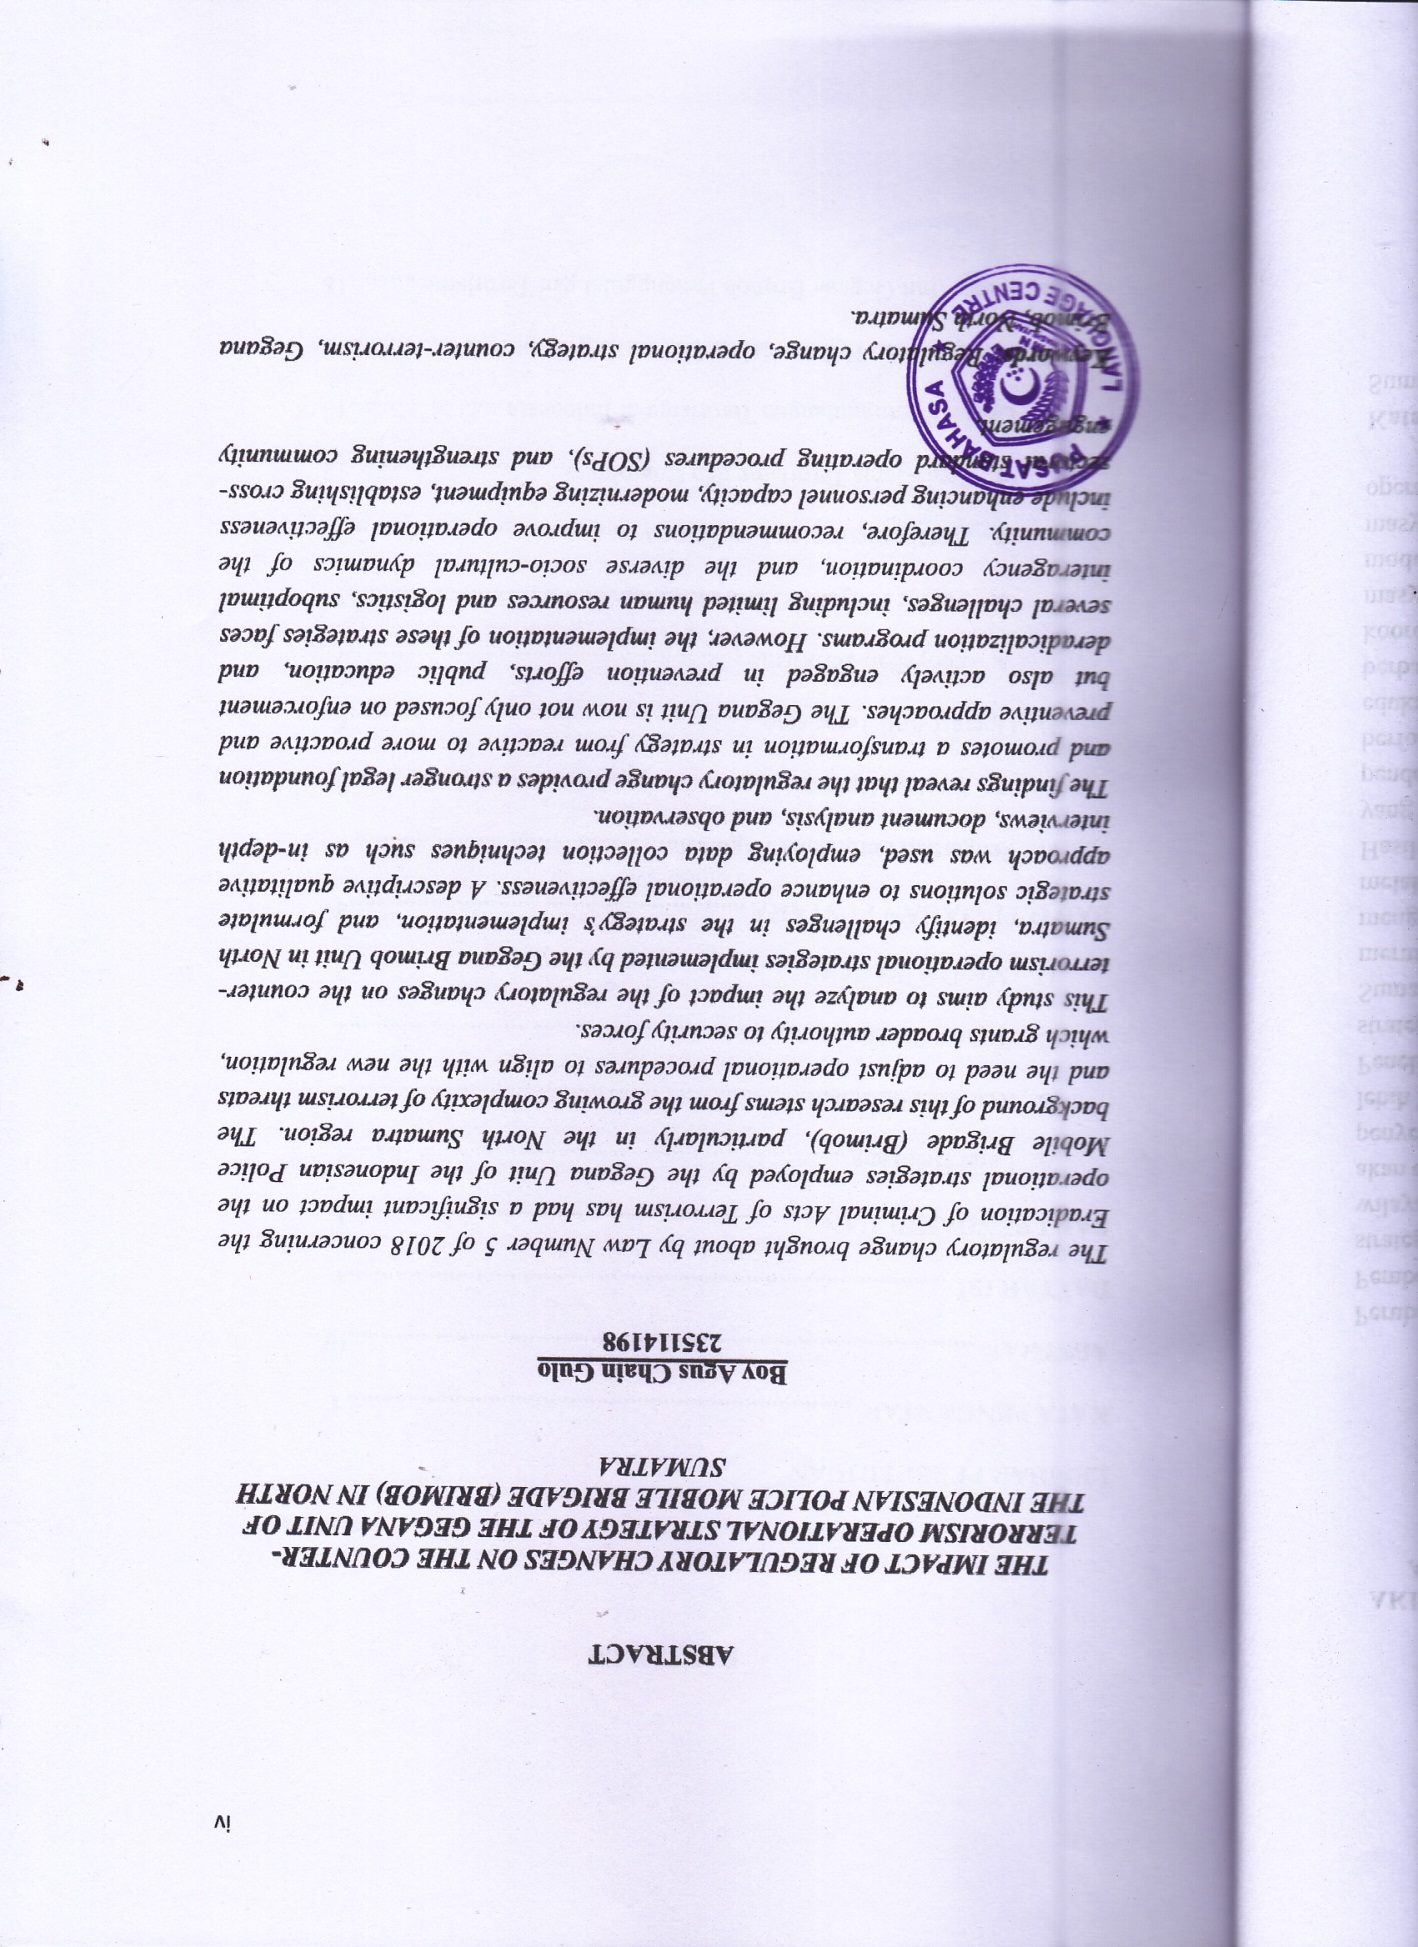 iv
ABSTRACT
THE IMPACT OF REGULATORY CHANGES ON THE COUNTER-
TERRORISM OPERATIONAL STRATEGY OF THE GEGANA UNIT OF
THE INDONESIAN POLICE MOBILE BRIGADE (BRIMOB) IN NORTH
SUMATRA
Boy Agus Chain Gulo
235114198
The regulatory change brought about by Law Number 5 of 2018 concerning the
Eradication of Criminal Acts of Terrorism has had a significant impact on the
operational strategies employed by the Gegana Unit of the Indonesian Police
Mobile Brigade (Brimob), particularly in the North Sumatra region. The
background of this research stems from the growing complexity of terrorism threats
and the need to adjust operational procedures to align with the new regulation,
which grants broader authority to security forces.
This study aims to analyze the impact of the regulatory changes on the counter-
terrorism operational strategies implemented by the Gegana Brimob Unit in North
Sumatra, identify challenges in the strategy's implementation, and formulate
strategic solutions to enhance operational effectiveness. A descriptive qualitative
approach was used, employing data collection techniques such as in-depth
interviews, document analysis, and observation.
The findings reveal that the regulatory change provides a stronger legal foundation
and promotes a transformation in strategy from reactive to more proactive and
preventive approaches. The Gegana Unit is now not only focused on enforcement
but also actively engaged in prevention efforts, public education, and
deradicalization programs. However, the implementation of these strategies faces
several challenges, including limited human resources and logistics, suboptimal
interagency coordination, and the diverse socio-cultural dynamics of the
community. Therefore, recommendations to improve operational effectiveness
include enhancing personnel capacity, modernizing equipment, establishing cross-
sectoral standard operating procedures (SOPs), and strengthening community
engagement.
Keywords: Regulatory change, operational strategy, counter-terrorism, Gegana
Brimob, North Sumatra.
PUSAT BAHASA
LANGUAGE CENTRE